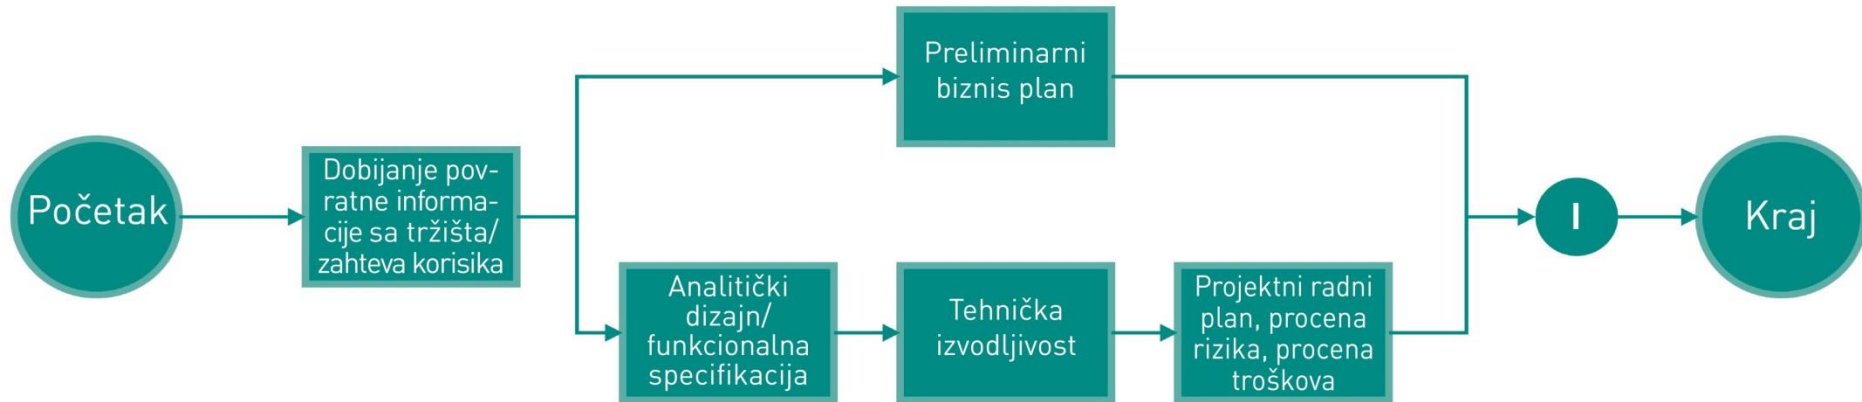 Početak
Dobijanje pov-
ratne informa-
cije sa tržišta/
zahteva korisika
Preliminarni
biznis plan
Analitički
dizajn/
funkcionalna
specifikacija
Tehnička
izvodljivost
Projektni radni
plan, procena
rizika, procena
troškova
I
Kraj